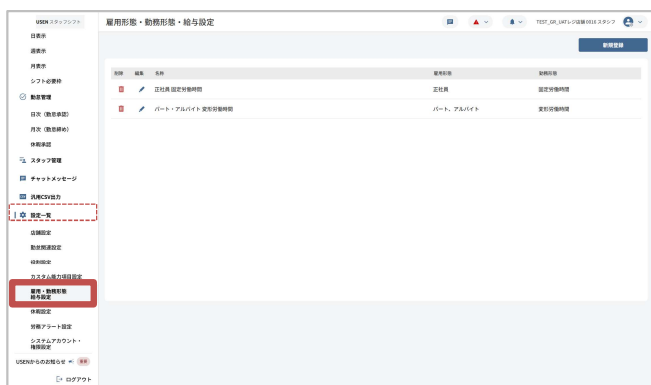 USEN スタッフシフト
雇用形態・勤務形態・給与設定
TEST_GR_UATレジ店舗0016 スタンフ
日表示
週表示
月表示
シフト必要枠
勤怠管理
日次（勤怠承認）
月次（勤怠締め）
休暇承認
スタッフ管理
チャットメッセージ
汎用CSV出力
設定一覧
店舗設定
勤怠関連設定
役割設定
カスタム能力項目設定
雇用・勤務形態
給与設定
休暇設定
労務アラート設定
システムアカウント・
権限設定
USENからのお知らせ
重要
ログアウト
新規登録
削除 編集 名称 雇用形態 勤務形態
正社員 固定労働時間 正社員 固定労働時間
パート・アルバイト 変形労働時間 パート、アルバイト 変形労働時間